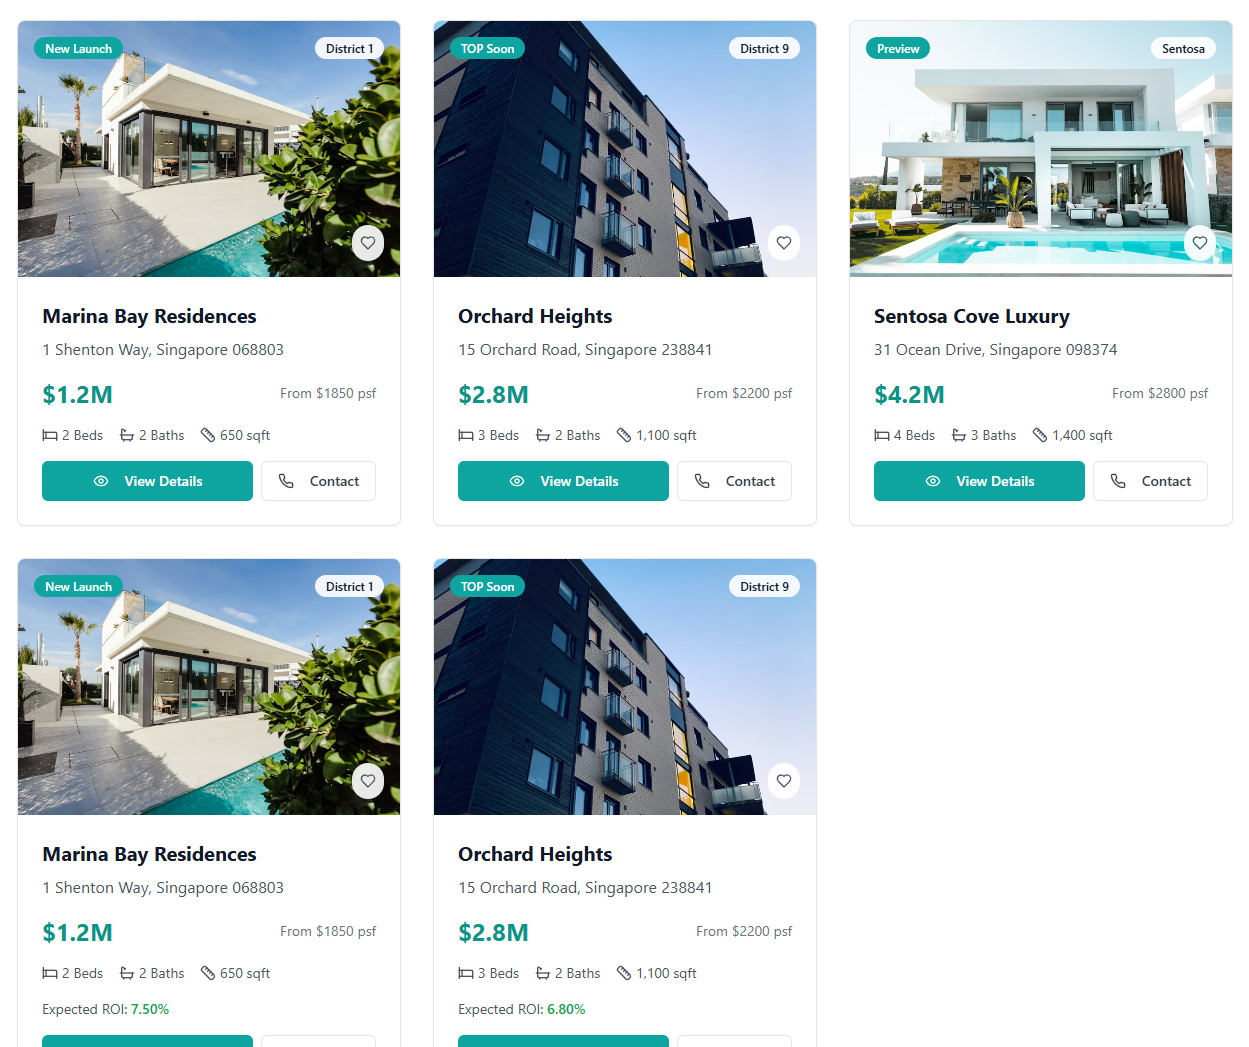 New Launch
District 1
TOP Soon
District 9
Preview
Sentosa
Marina Bay Residences
1 Shenton Way, Singapore 068803
$1.2M
From $1850 psf
2 Beds
2 Baths
650 sqft
View Details
Contact
Orchard Heights
15 Orchard Road, Singapore 238841
$2.8M
From $2200 psf
3 Beds
2 Baths
1,100 sqft
View Details
Contact
Sentosa Cove Luxury
31 Ocean Drive, Singapore 098374
$4.2M
From $2800 psf
4 Beds
3 Baths
1,400 sqft
View Details
Contact
New Launch
District 1
TOP Soon
District 9
Marina Bay Residences
1 Shenton Way, Singapore 068803
$1.2M
From $1850 psf
2 Beds
2 Baths
650 sqft
Expected ROI: 7.50%
Orchard Heights
15 Orchard Road, Singapore 238841
$2.8M
From $2200 psf
3 Beds
2 Baths
1,100 sqft
Expected ROI: 6.80%